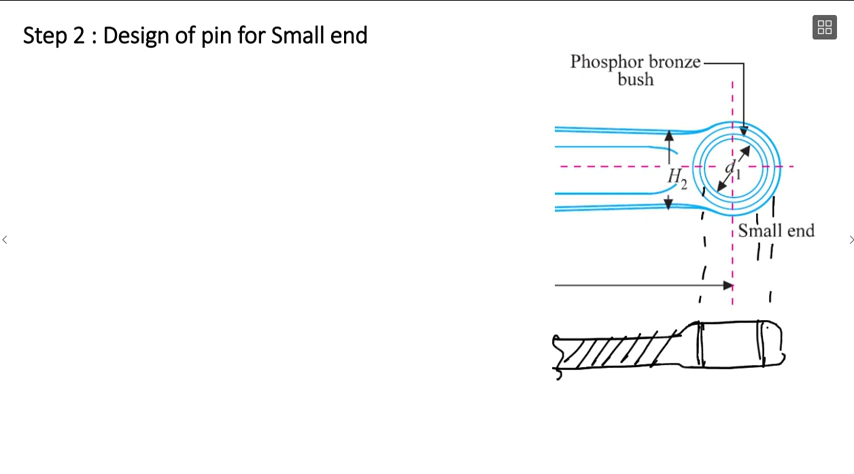 Step 2 : Design of pin for Small end
Phosphor bronze
bush
d1
H2
Small end